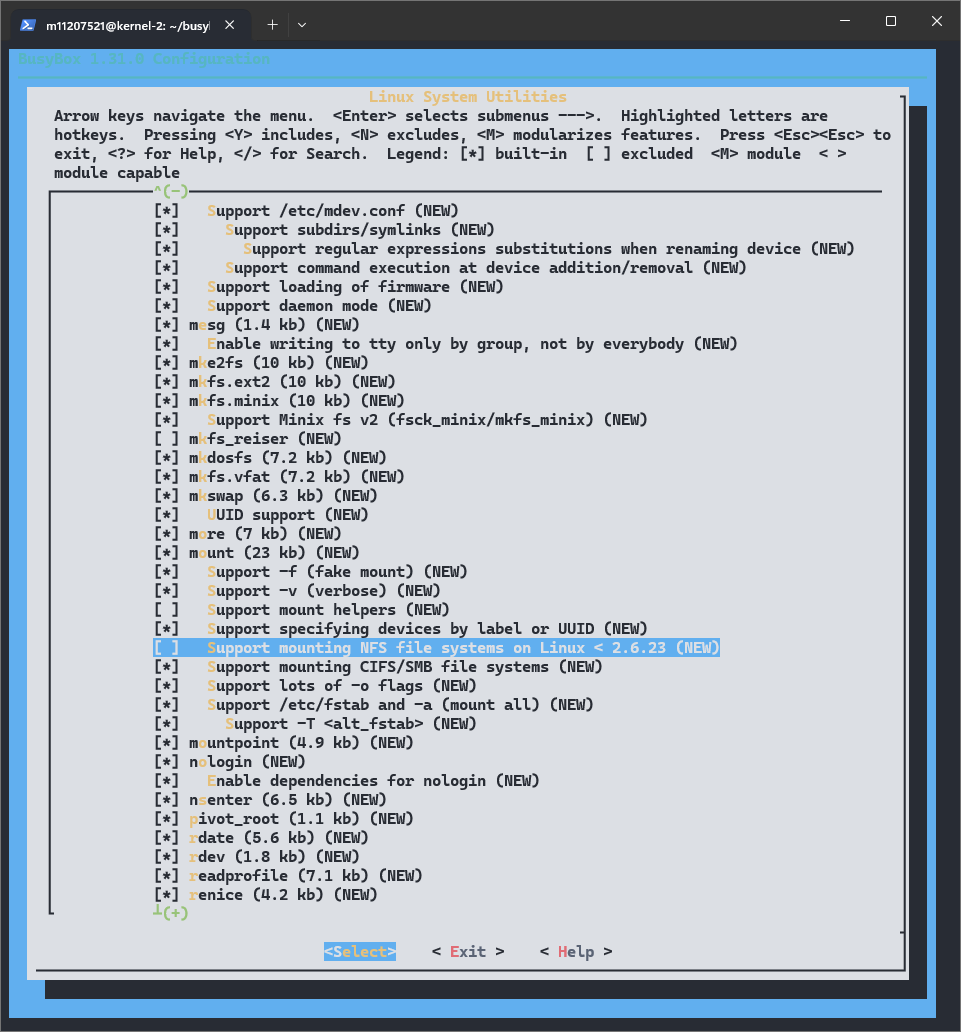 m11207521@kernel-2: ~/busyl
BusyBox 1.31.0 Configuration
Linux System Utilities
Arrow keys navigate the menu.  <Enter> selects submenus --->.  Highlighted letters are
hotkeys.  Pressing <Y> includes, <N> excludes, <M> modularizes features.  Press <Esc><Esc> to
exit, <?> for Help, </> for Search.  Legend: [*] built-in  [ ] excluded  <M> module  < >
module capable
^(-)
[*]   Support /etc/mdev.conf (NEW)
[*]     Support subdirs/symlinks (NEW)
[*]       Support regular expressions substitutions when renaming device (NEW)
[*]     Support command execution at device addition/removal (NEW)
[*]   Support loading of firmware (NEW)
[*]   Support daemon mode (NEW)
[*] mesg (1.4 kb) (NEW)
[*]   Enable writing to tty only by group, not by everybody (NEW)
[*] mke2fs (10 kb) (NEW)
[*] mkfs.ext2 (10 kb) (NEW)
[*] mkfs.minix (10 kb) (NEW)
[*]   Support Minix fs v2 (fsck_minix/mkfs_minix) (NEW)
[ ] mkfs_reiser (NEW)
[*] mkdosfs (7.2 kb) (NEW)
[*] mkfs.vfat (7.2 kb) (NEW)
[*] mkswap (6.3 kb) (NEW)
[*]   UUID support (NEW)
[*] more (7 kb) (NEW)
[*] mount (23 kb) (NEW)
[*]   Support -f (fake mount) (NEW)
[*]   Support -v (verbose) (NEW)
[ ]   Support mount helpers (NEW)
[*]   Support specifying devices by label or UUID (NEW)
[ ]   Support mounting NFS file systems on Linux < 2.6.23 (NEW)
[*]   Support mounting CIFS/SMB file systems (NEW)
[*]   Support lots of -o flags (NEW)
[*]   Support /etc/fstab and -a (mount all) (NEW)
[*]     Support -T <alt_fstab> (NEW)
[*] mountpoint (4.9 kb) (NEW)
[*] nologin (NEW)
[*]   Enable dependencies for nologin (NEW)
[*] nsenter (6.5 kb) (NEW)
[*] pivot_root (1.1 kb) (NEW)
[*] rdate (5.6 kb) (NEW)
[*] rdev (1.8 kb) (NEW)
[*] readprofile (7.1 kb) (NEW)
[*] renice (4.2 kb) (NEW)
┴(+)
<Select>    < Exit >    < Help >